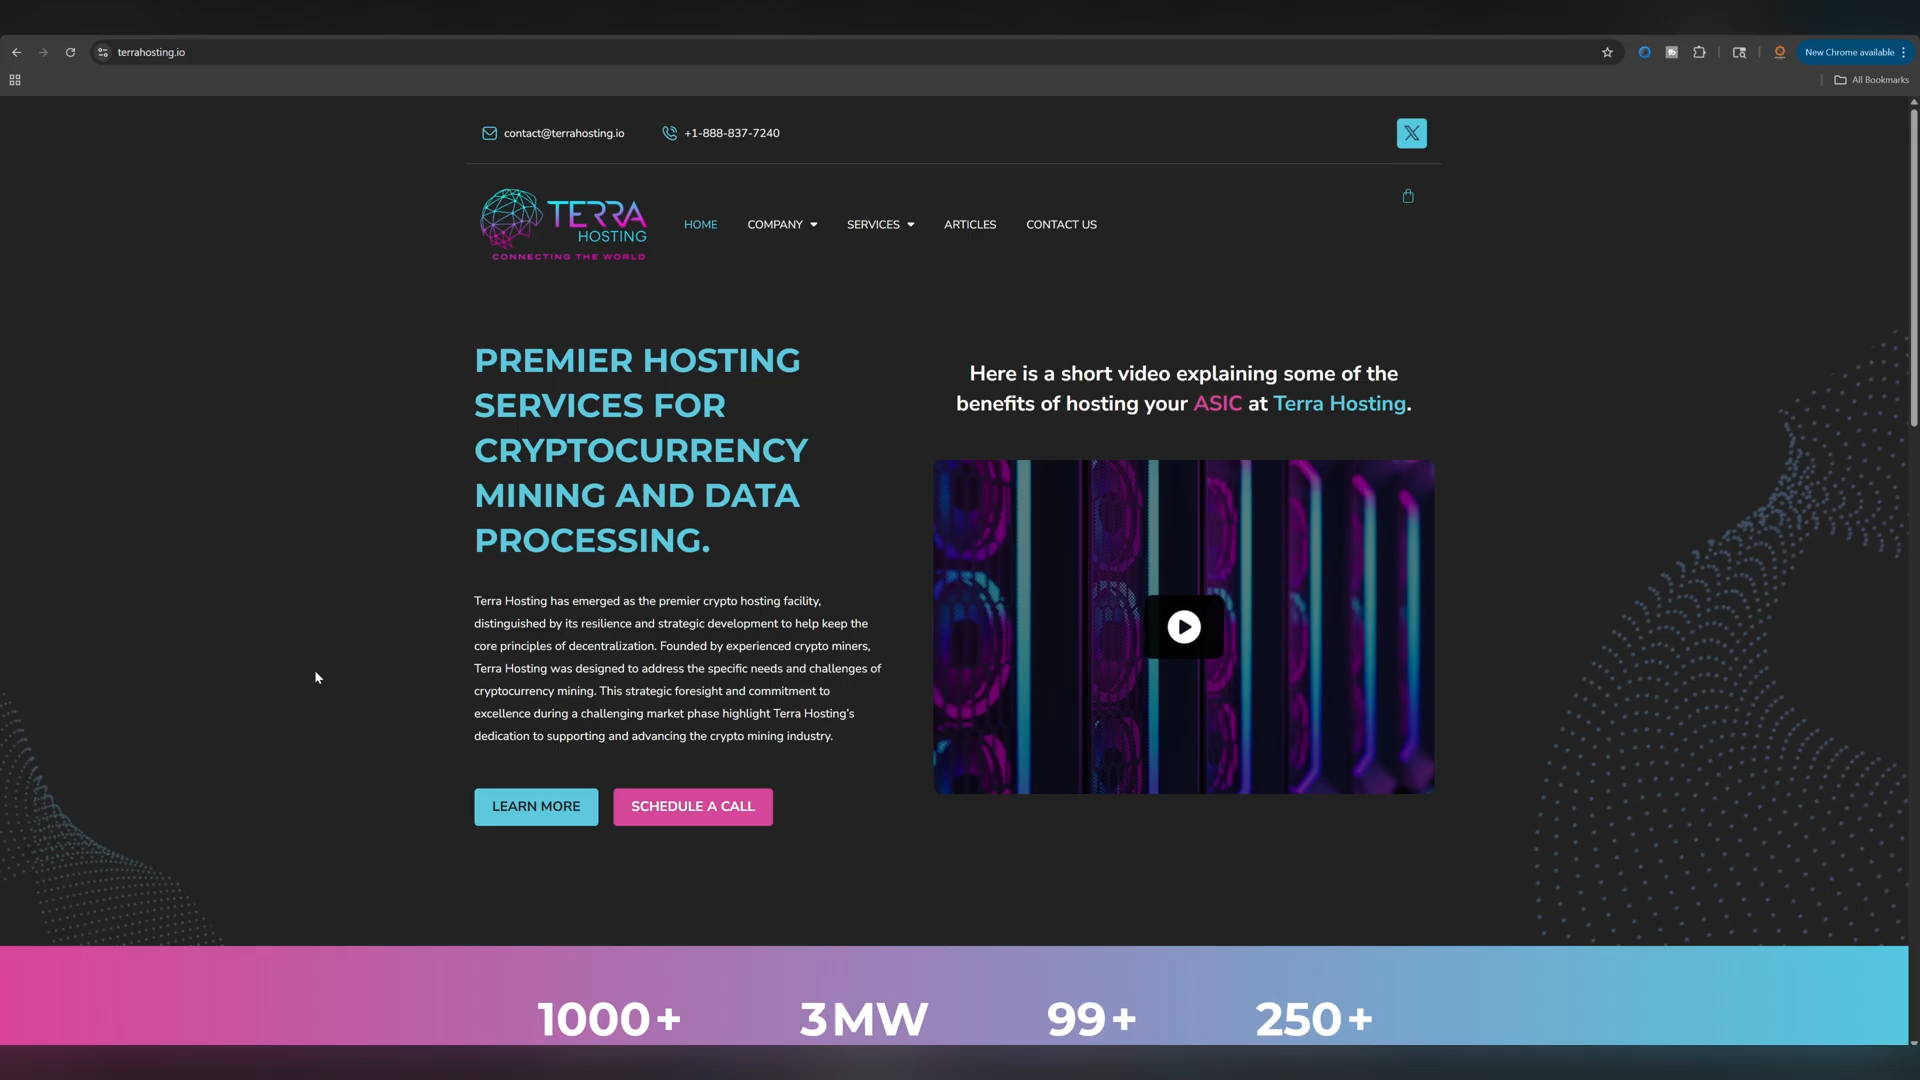 terrahosting.io
New Chrome available
All Bookmarks
contact@terrahosting.io
+1-888-837-7240
TERRA
HOSTING
CONNECTING THE WORLD
HOME
COMPANY
SERVICES
ARTICLES
CONTACT US
PREMIER HOSTING
SERVICES FOR
CRYPTOCURRENCY
MINING AND DATA
PROCESSING.
Terra Hosting has emerged as the premier crypto hosting facility,
distinguished by its resilience and strategic development to help keep the
core principles of decentralization. Founded by experienced crypto miners,
Terra Hosting was designed to address the specific needs and challenges of
cryptocurrency mining. This strategic foresight and commitment to
excellence during a challenging market phase highlight Terra Hosting's
dedication to supporting and advancing the crypto mining industry.
LEARN MORE
SCHEDULE A CALL
Here is a short video explaining some of the
benefits of hosting your ASIC at Terra Hosting.
1000+
3MW
99+
250+